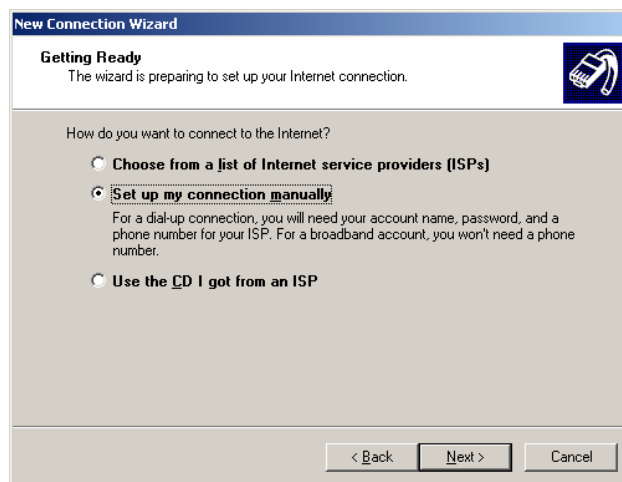 New Connection Wizard
Getting Ready
The wizard is preparing to set up your Internet connection.
How do you want to connect to the Internet?
Choose from a list of Internet service providers (ISPs)
Set up my connection manually
For a dial-up connection, you will need your account name, password, and a
phone number for your ISP. For a broadband account, you won't need a phone
number.
Use the CD I got from an ISP
< Back Next > Cancel